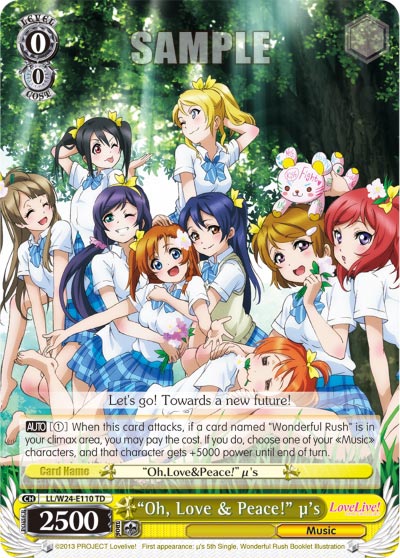 LEVEL
0
0
COST
SAMPLE
Let's go! Towards a new future!
AUTO [①] When this card attacks, if a card named "Wonderful Rush" is in
your climax area, you may pay the cost. If you do, choose one of your «Music»
characters, and that character gets +5000 power until end of turn.
Card Name "Oh,Love&Peace!" μ's
CH LL/W24-E110 TD
POWER 2500 "Oh, Love & Peace!" μ's LoveLive!
Music
©2013 PROJECT Lovelive! First appearance: μ's 5th Single, Wonderful Rush Booklet Illustration